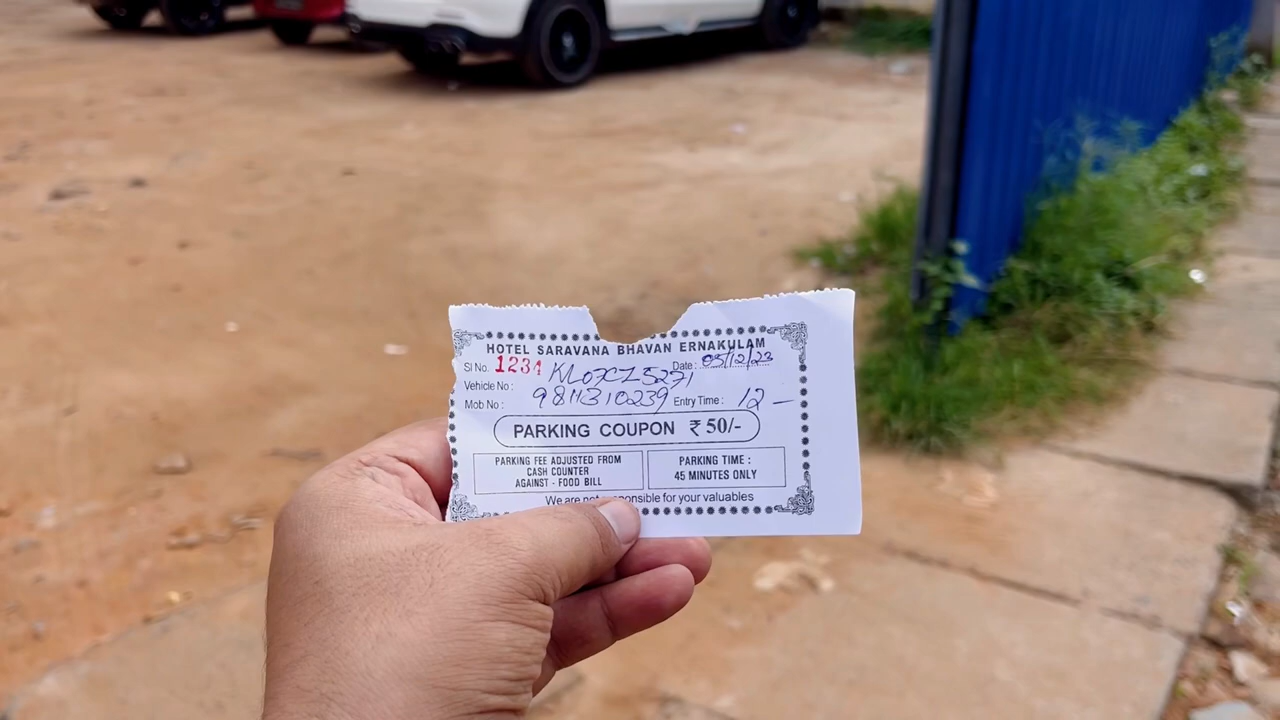 HOTEL SARAVANA BHAVAN ERNAKULAM
Sl No. 1234 Date : 05/12/23
Vehicle No : KL07CZ5271
Mob No : 9811310239 Entry Time : 12 -
PARKING COUPON ₹ 50/-
PARKING FEE ADJUSTED FROM
CASH COUNTER
AGAINST - FOOD BILL
PARKING TIME :
45 MINUTES ONLY
We are not for your valuables